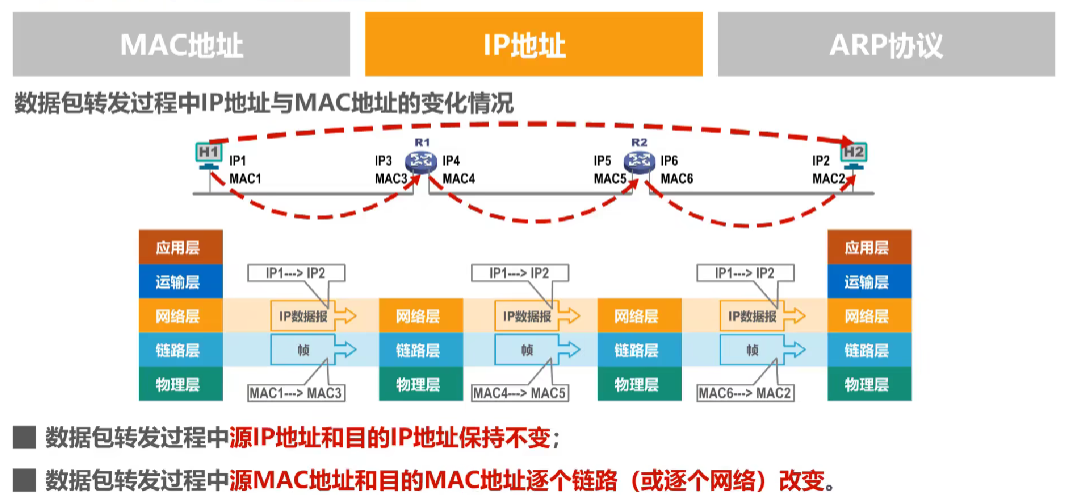 MAC地址 IP地址 ARP协议
数据包转发过程中IP地址与MAC地址的变化情况
R1 R2
H1 H2
IP1 IP3 IP4 IP5 IP6 IP2
MAC1 MAC3 MAC4 MAC5 MAC6 MAC2
应用层 应用层
IP1---> IP2 IP1---> IP2 IP1---> IP2
运输层 运输层
网络层 IP数据报 网络层 IP数据报 网络层 IP数据报 网络层
链路层 帧 链路层 帧 链路层 帧 链路层
物理层 MAC1---> MAC3 物理层 MAC4---> MAC5 物理层 MAC6---> MAC2 物理层
数据包转发过程中源IP地址和目的IP地址保持不变;
数据包转发过程中源MAC地址和目的MAC地址逐个链路（或逐个网络）改变。